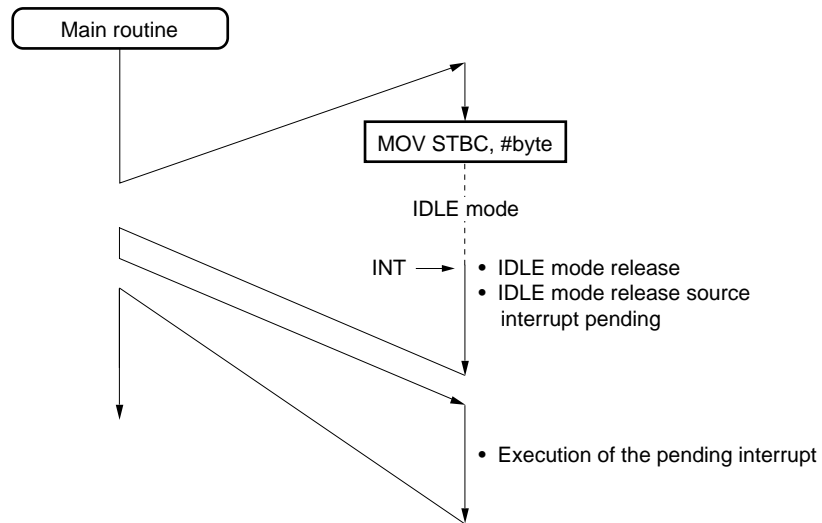 Main routine
MOV STBC, #byte
IDLE mode
INT
• IDLE mode release
• IDLE mode release source
interrupt pending
• Execution of the pending interrupt